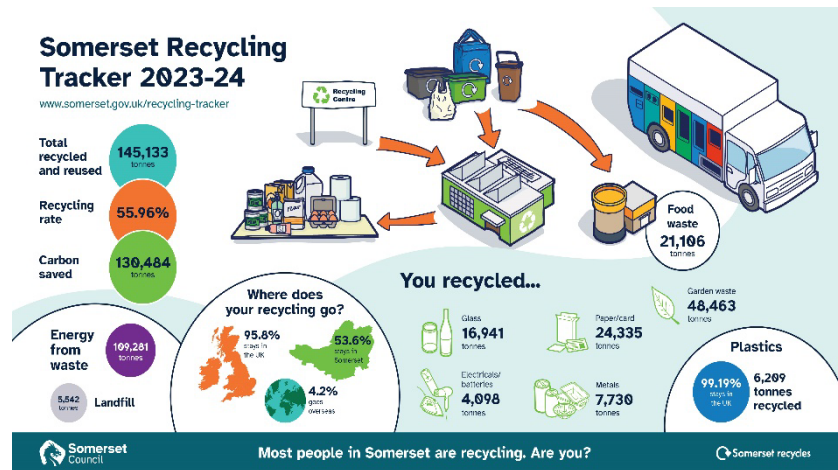 Somerset Recycling
Tracker 2023-24
www.somerset.gov.uk/recycling-tracker
Total
recycled
and reused
145,133
tonnes
Recycling
rate
55.96%
Carbon
saved
130,484
tonnes
Recycling
Centre
Food
waste
21,106
tonnes
Energy
from
waste
109,281
tonnes
5,542
tonnes
Landfill
Where does
your recycling go?
95.8%
stays in
the UK
53.6%
stays in
Somerset
4.2%
goes
overseas
You recycled...
Glass
16,941
tonnes
Paper/card
24,335
tonnes
Garden waste
48,463
tonnes
Electricals/
batteries
4,098
tonnes
Metals
7,730
tonnes
Plastics
99.19%
stays in
the UK
6,209
tonnes
recycled
Somerset
Council
Most people in Somerset are recycling. Are you?
Somerset recycles